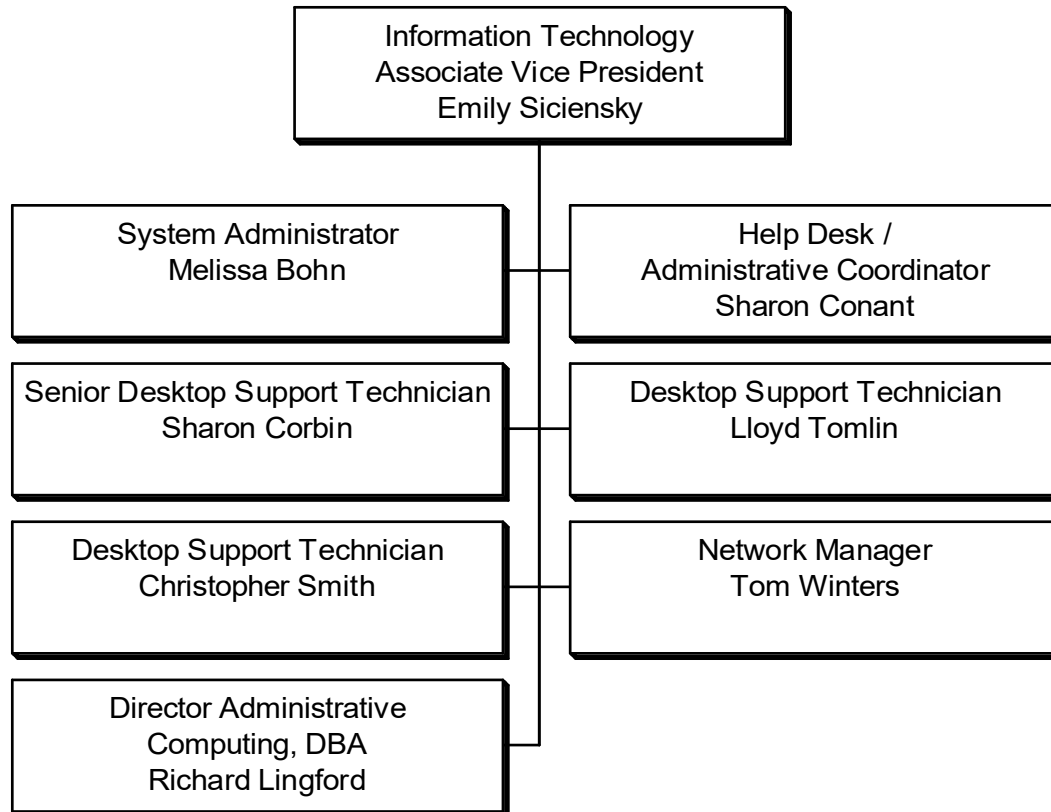 Information Technology
Associate Vice President
Emily Siciensky
System Administrator
Melissa Bohn
Help Desk /
Administrative Coordinator
Sharon Conant
Senior Desktop Support Technician
Sharon Corbin
Desktop Support Technician
Lloyd Tomlin
Desktop Support Technician
Christopher Smith
Network Manager
Tom Winters
Director Administrative
Computing, DBA
Richard Lingford